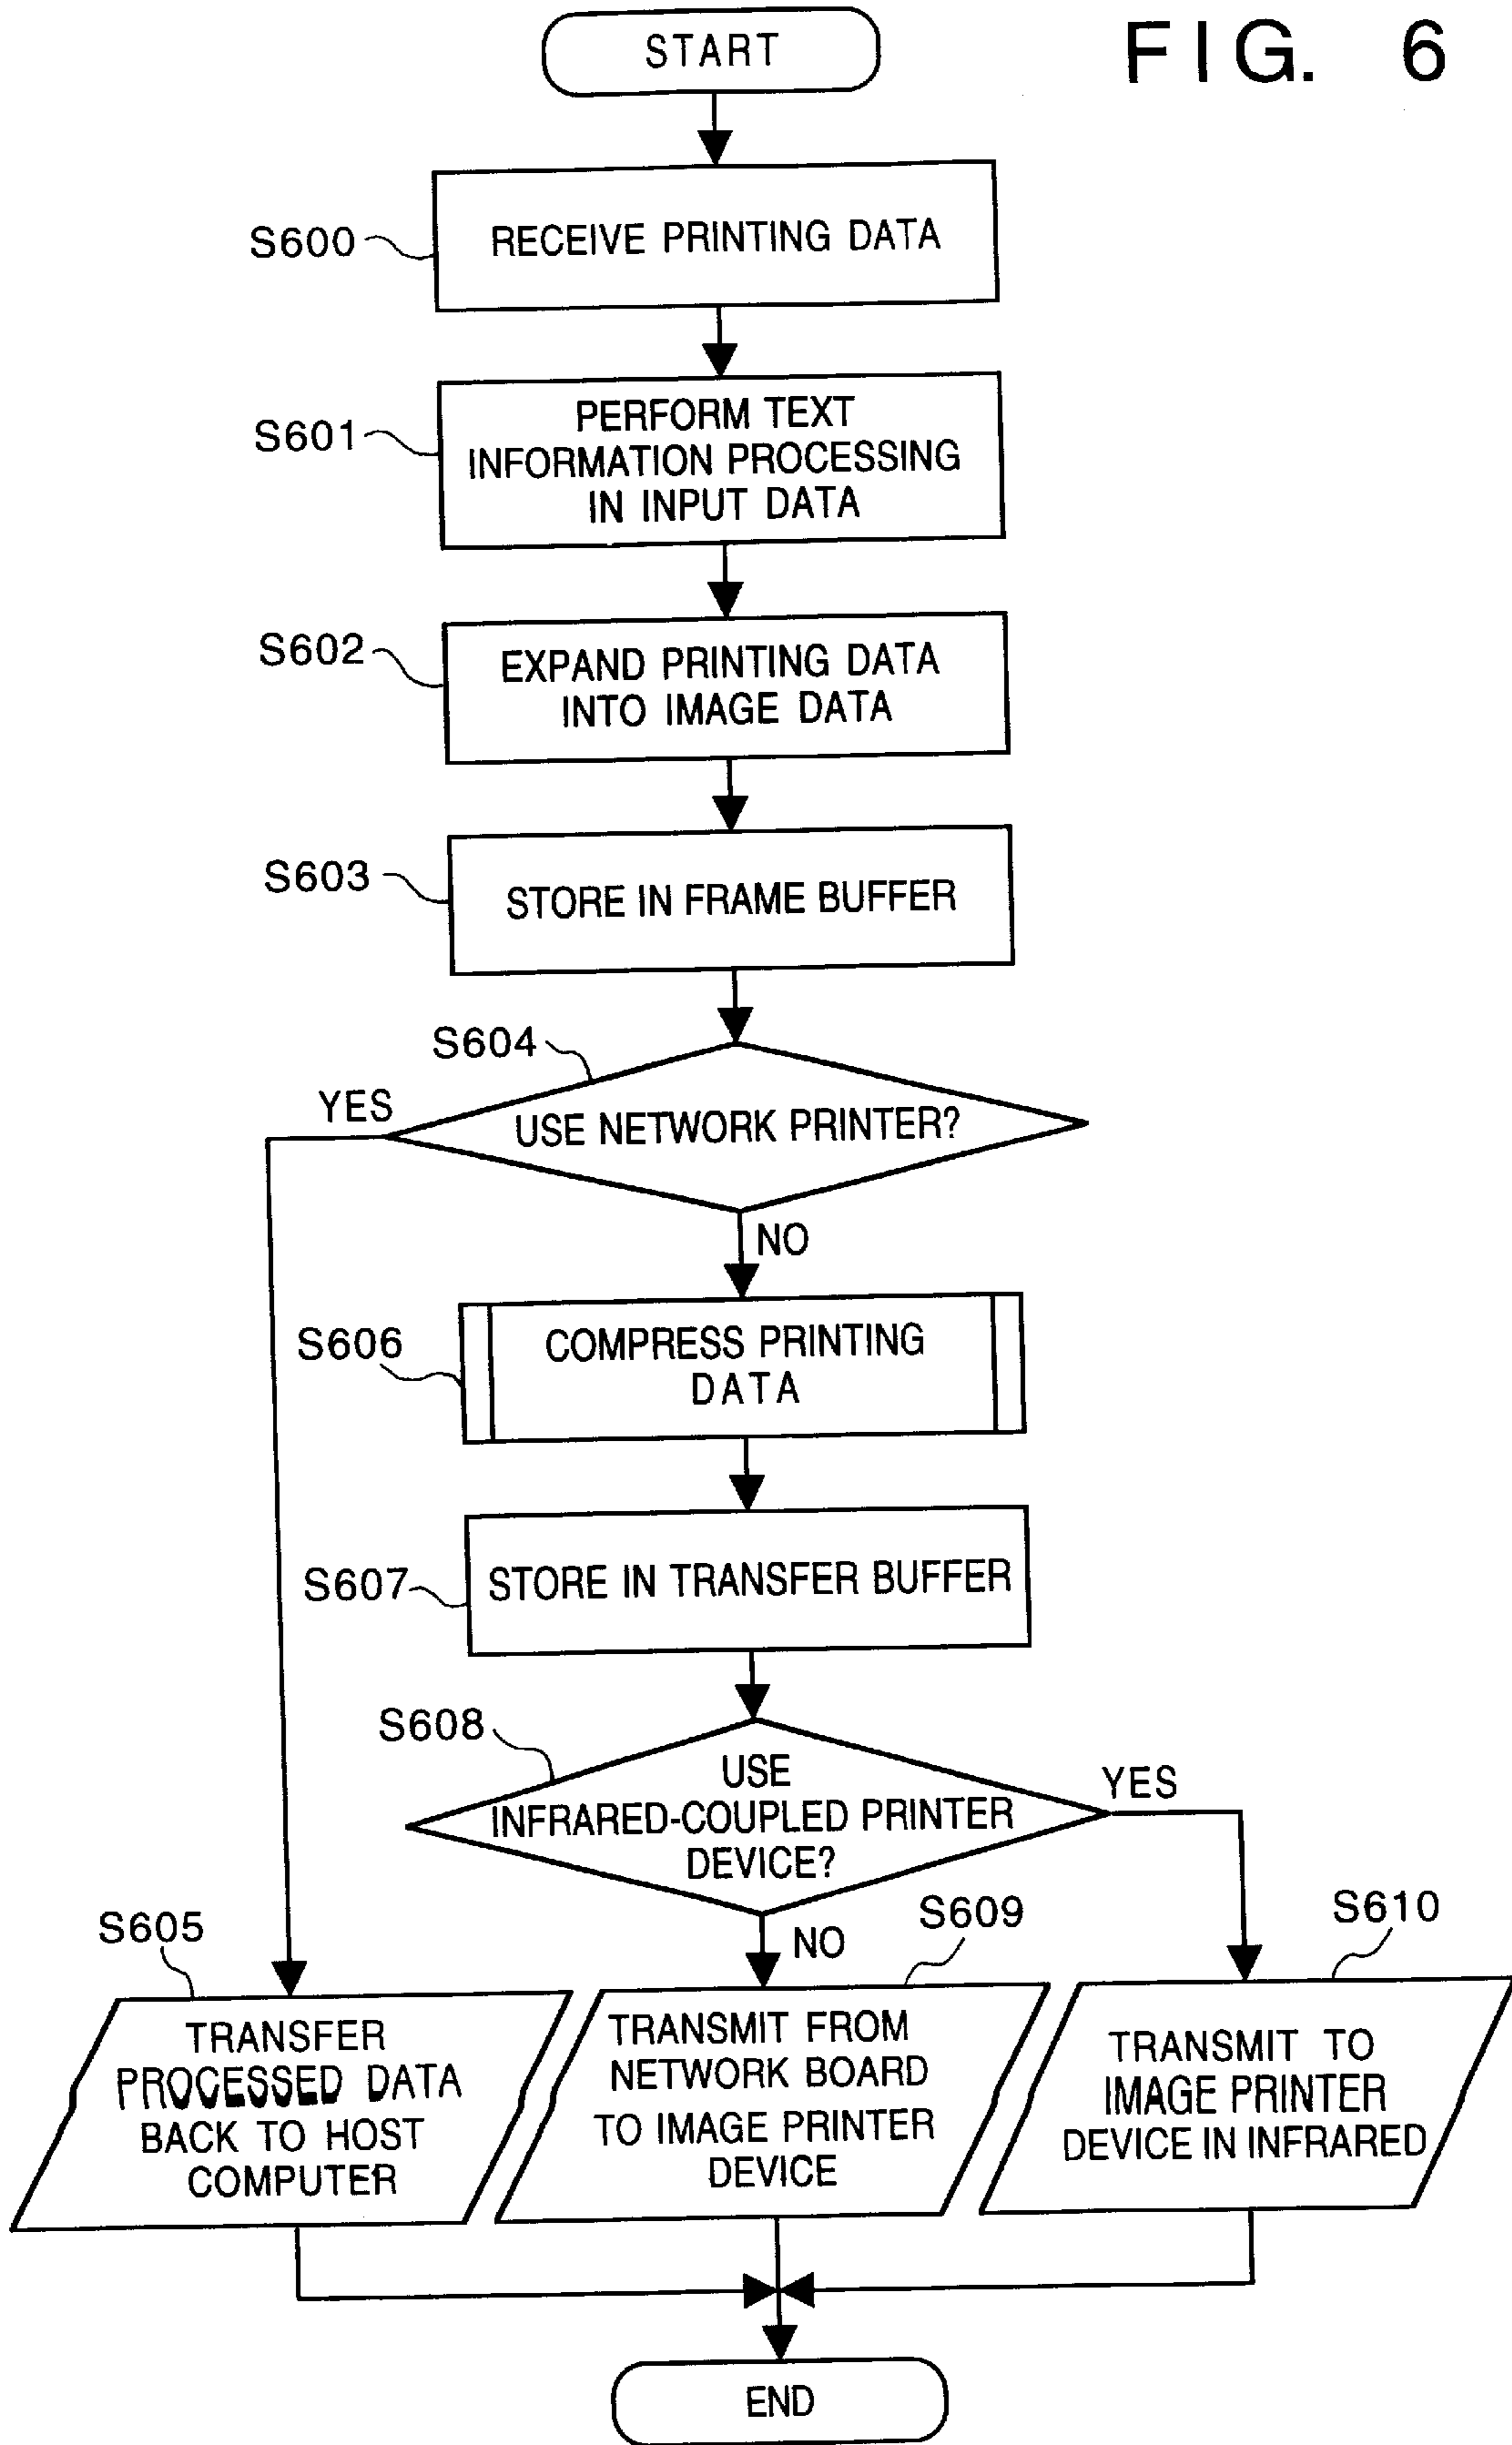 FIG. 6
START
S600
RECEIVE PRINTING DATA
S601
PERFORM TEXT
INFORMATION PROCESSING
IN INPUT DATA
S602
EXPAND PRINTING DATA
INTO IMAGE DATA
S603
STORE IN FRAME BUFFER
S604
YES
USE NETWORK PRINTER?
NO
S606
COMPRESS PRINTING
DATA
S607
STORE IN TRANSFER BUFFER
S608
USE
INFRARED-COUPLED PRINTER
DEVICE?
YES
NO
S605
TRANSFER
PROCESSED DATA
BACK TO HOST
COMPUTER
S609
TRANSMIT FROM
NETWORK BOARD
TO IMAGE PRINTER
DEVICE
S610
TRANSMIT TO
IMAGE PRINTER
DEVICE IN INFRARED
END